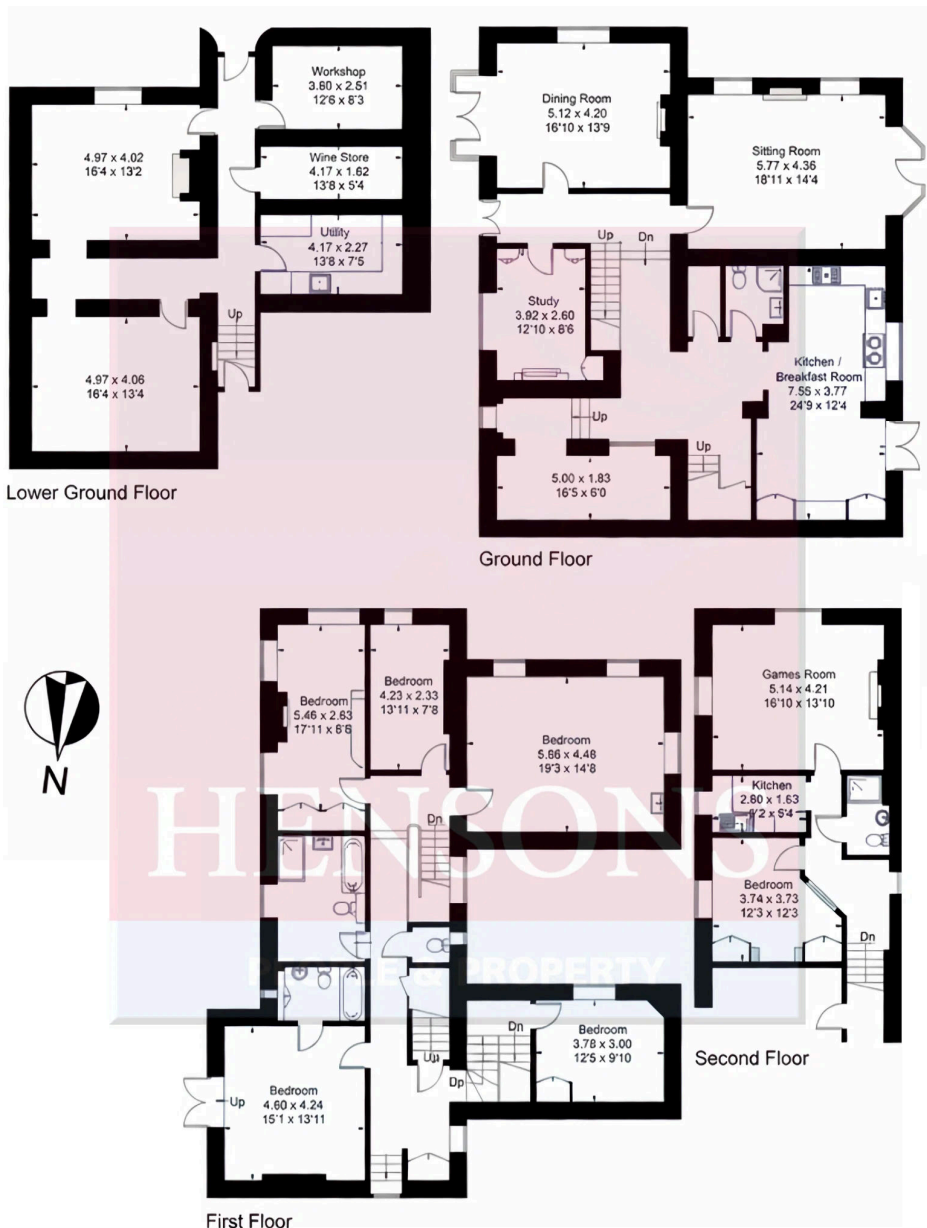 Workshop
3.80 x 2.51
12'6 x 8'3
4.97 x 4.02
16'4 x 13'2
Wine Store
4.17 x 1.62
13'8 x 5'4
Utility
4.17 x 2.27
13'8 x 7'5
Up
4.97 x 4.06
16'4 x 13'4
Lower Ground Floor
Dining Room
5.12 x 4.20
16'10 x 13'9
Sitting Room
5.77 x 4.36
18'11 x 14'4
Up
Dn
Study
3.92 x 2.60
12'10 x 8'6
Kitchen /
Breakfast Room
7.55 x 3.77
24'9 x 12'4
Up
Up
5.00 x 1.83
16'5 x 6'0
Ground Floor
N
Bedroom
5.46 x 2.63
17'11 x 8'8
Bedroom
4.23 x 2.33
13'11 x 7'8
Bedroom
5.86 x 4.46
19'3 x 14'8
Dn
Games Room
5.14 x 4.21
16'10 x 13'10
Kitchen
2.80 x 1.63
x 5'4
Bedroom
3.74 x 3.73
12'3 x 12'3
Dn
HENSONS
PEOPLE & PROPERTY
Second Floor
Up
Dn
Dn
Bedroom
3.78 x 3.00
12'5 x 9'10
Up
Bedroom
4.60 x 4.24
15'1 x 13'11
First Floor